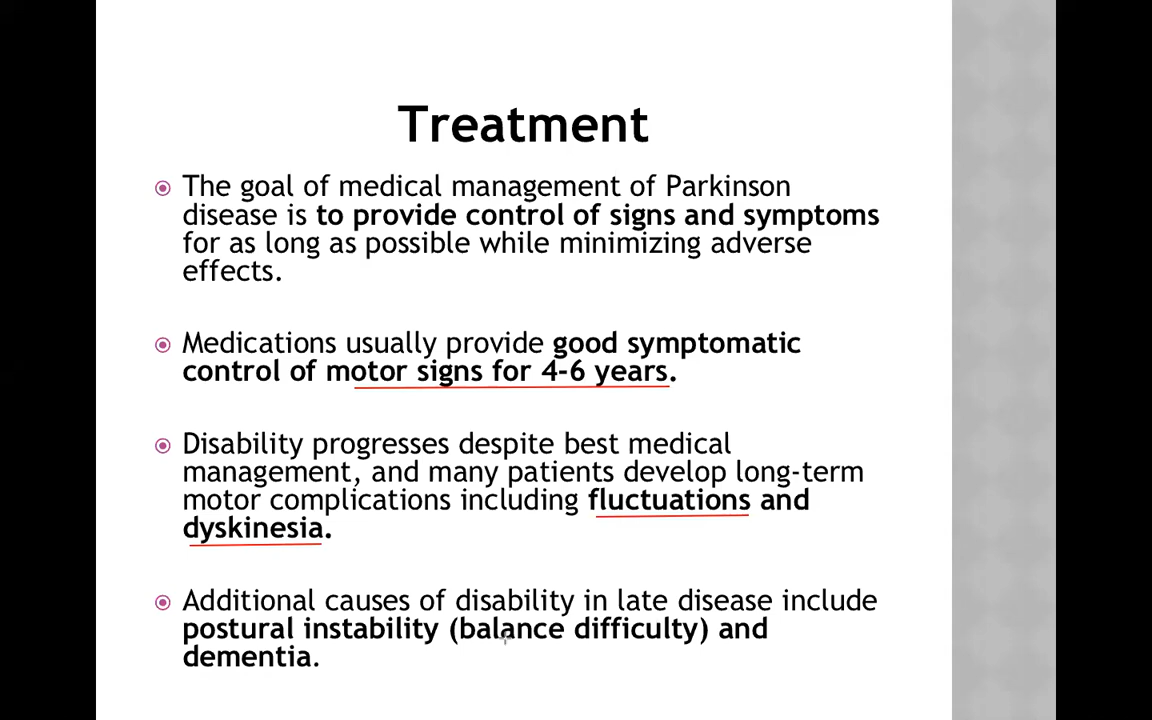 Treatment
The goal of medical management of Parkinson
disease is to provide control of signs and symptoms
for as long as possible while minimizing adverse
effects.
Medications usually provide good symptomatic
control of motor signs for 4-6 years.
Disability progresses despite best medical
management, and many patients develop long-term
motor complications including fluctuations and
dyskinesia.
Additional causes of disability in late disease include
postural instability (balance difficulty) and
dementia.